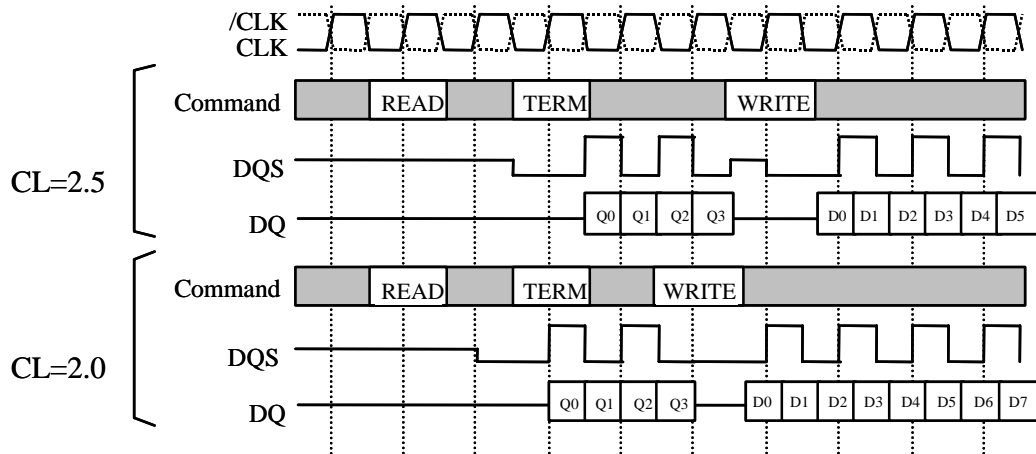 /CLK
CLK
CL=2.5
Command READ TERM WRITE
DQS
DQ Q0 Q1 Q2 Q3 D0 D1 D2 D3 D4 D5
CL=2.0
Command READ TERM WRITE
DQS
DQ Q0 Q1 Q2 Q3 D0 D1 D2 D3 D4 D5 D6 D7